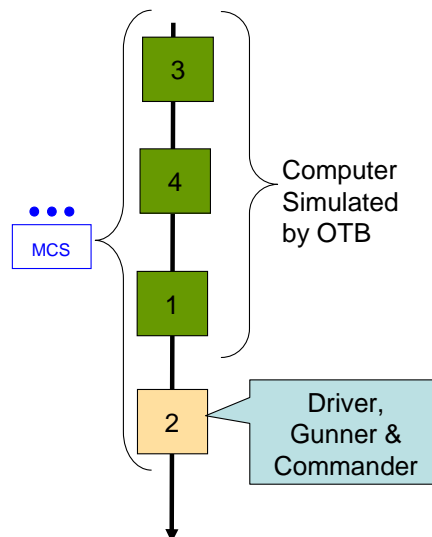 3
4
Computer
Simulated
by OTB
MCS
1
2
Driver,
Gunner &
Commander